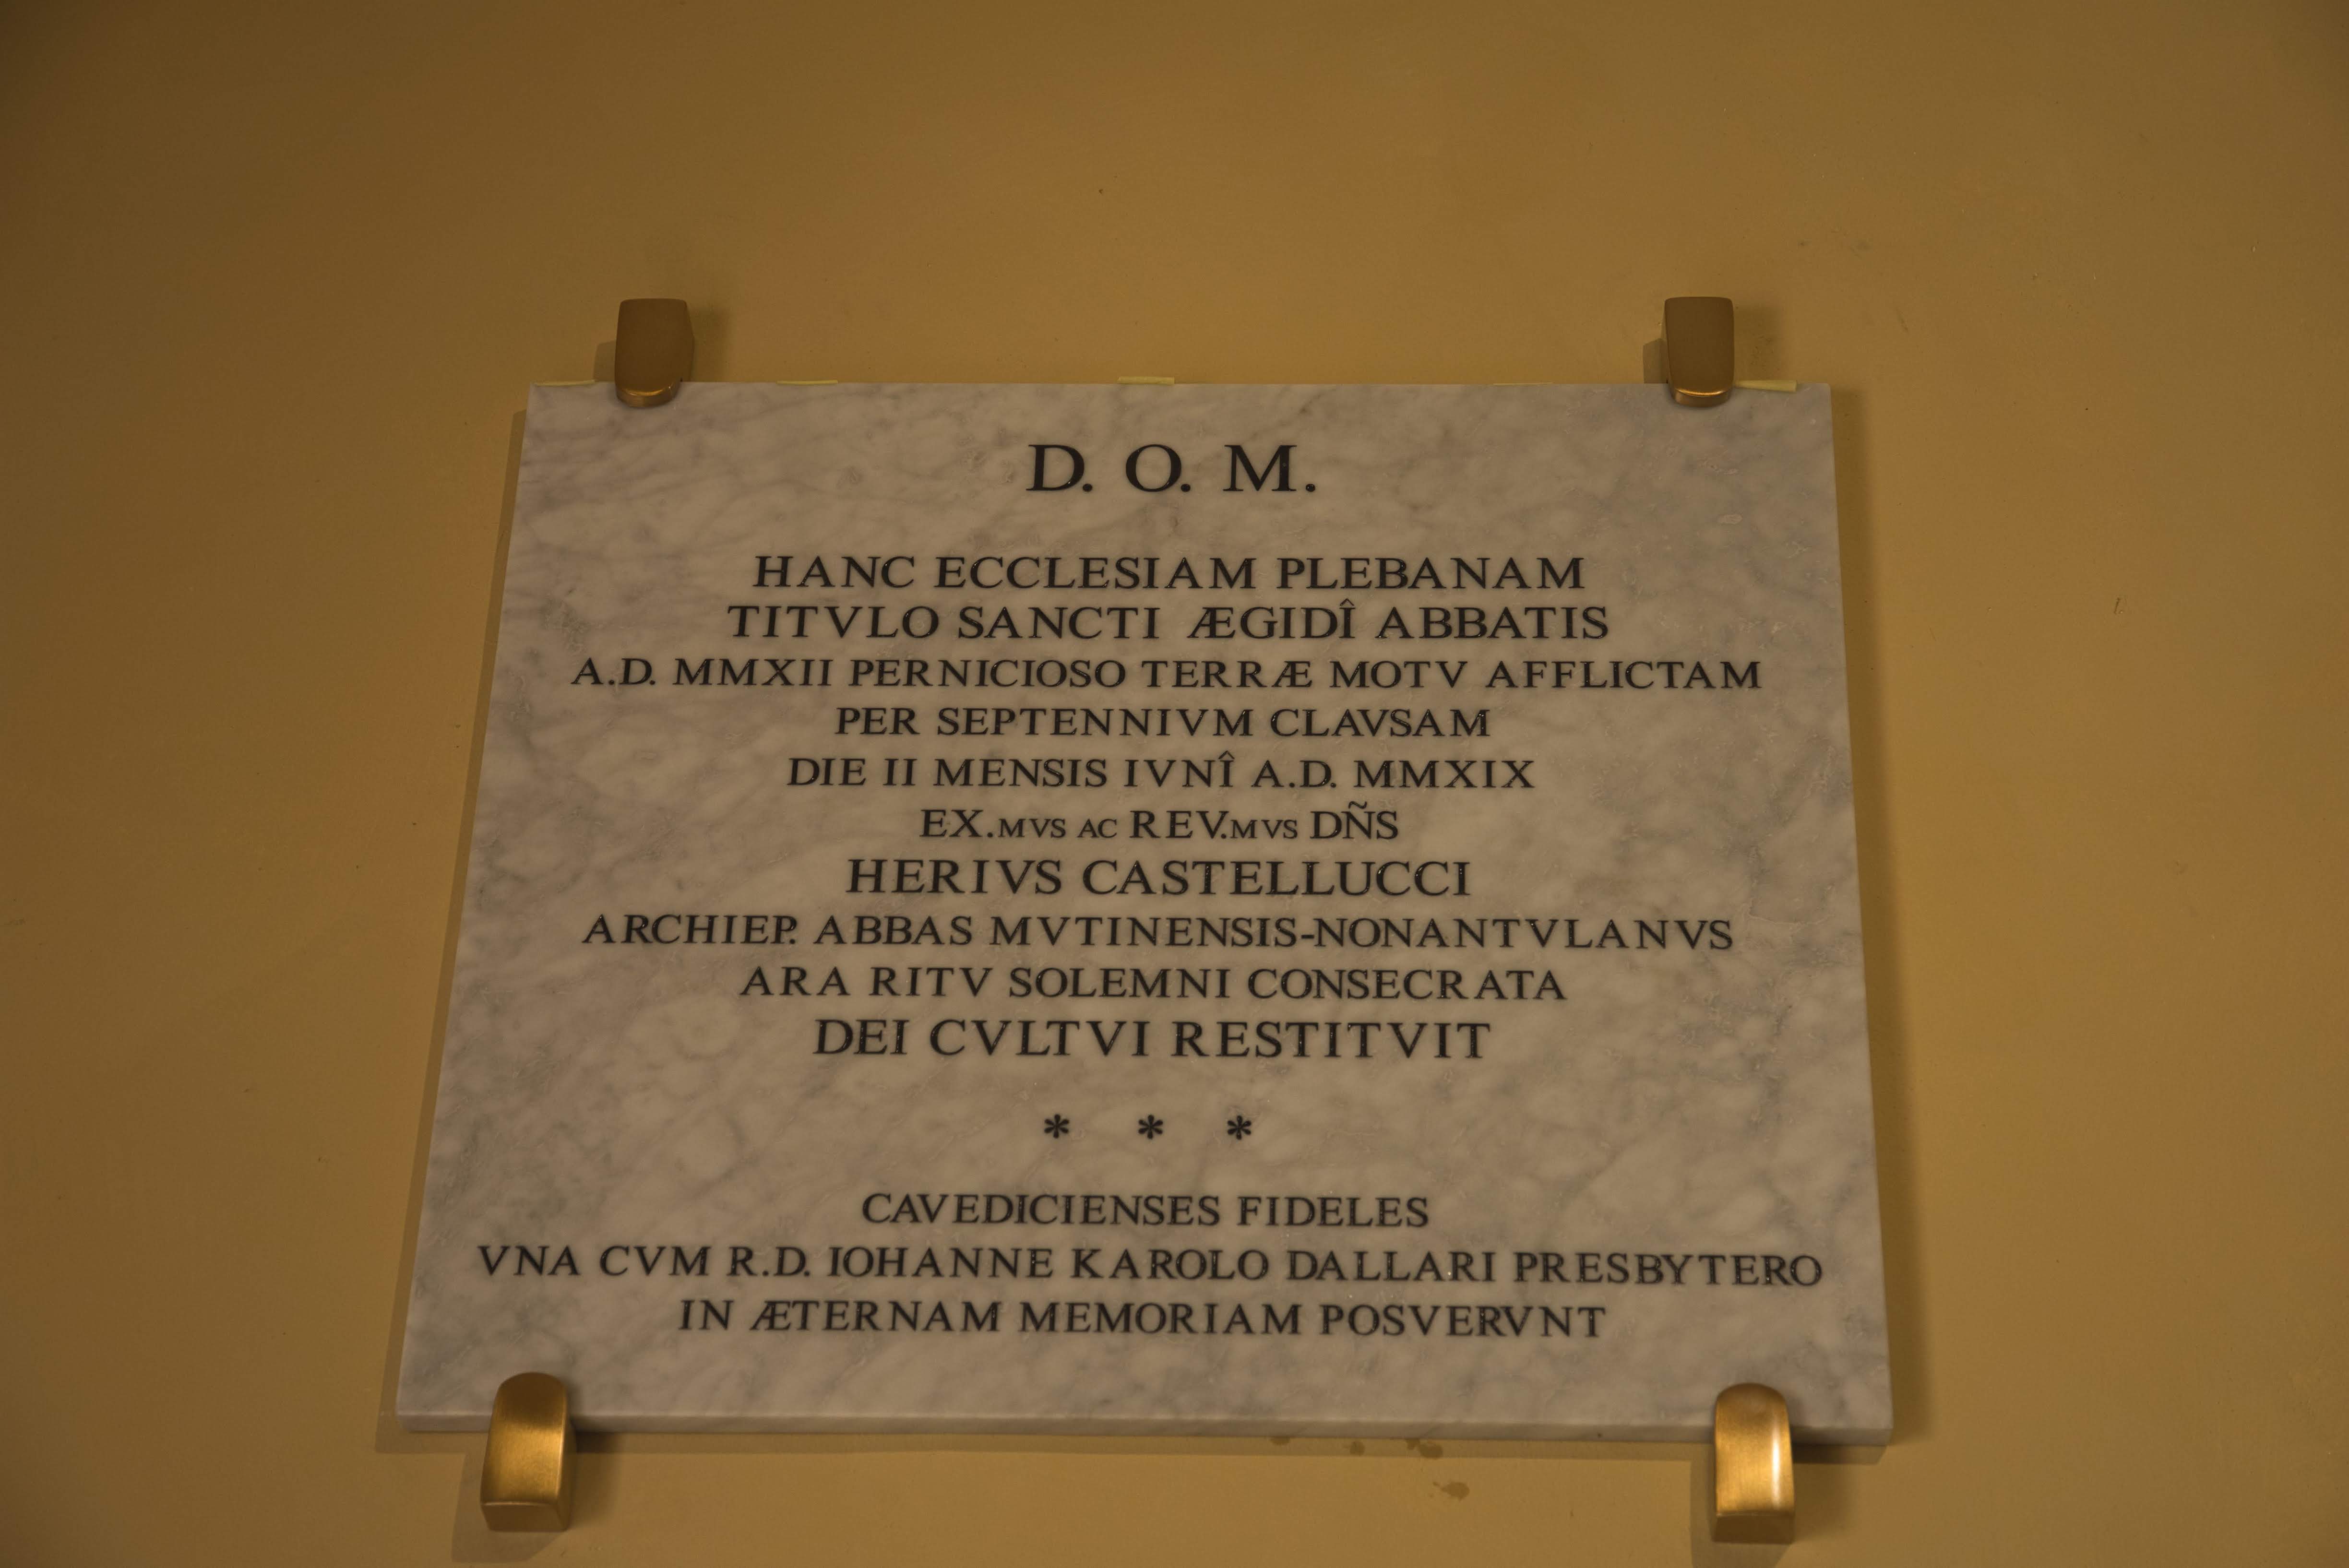 D. O. M.
HANC ECCLESIAM PLEBANAM
TITVLO SANCTI ÆGIDÎ ABBATIS
A.D. MMXII PERNICIOSO TERRÆ MOTV AFFLICTAM
PER SEPTENNIVM CLAVSAM
DIE II MENSIS IVNÎ A.D. MMXIX
EX.MVS AC REV.MVS DÑS
HERIVS CASTELLUCCI
ARCHIEP. ABBAS MVTINENSIS-NONANTVLANVS
ARA RITV SOLEMNI CONSECRATA
DEI CVLTVI RESTITVIT
* * *
CAVEDICIENSES FIDELES
VNA CVM R.D. IOHANNE KAROLO DALLARI PRESBYTERO
IN ÆTERNAM MEMORIAM POSVERVNT